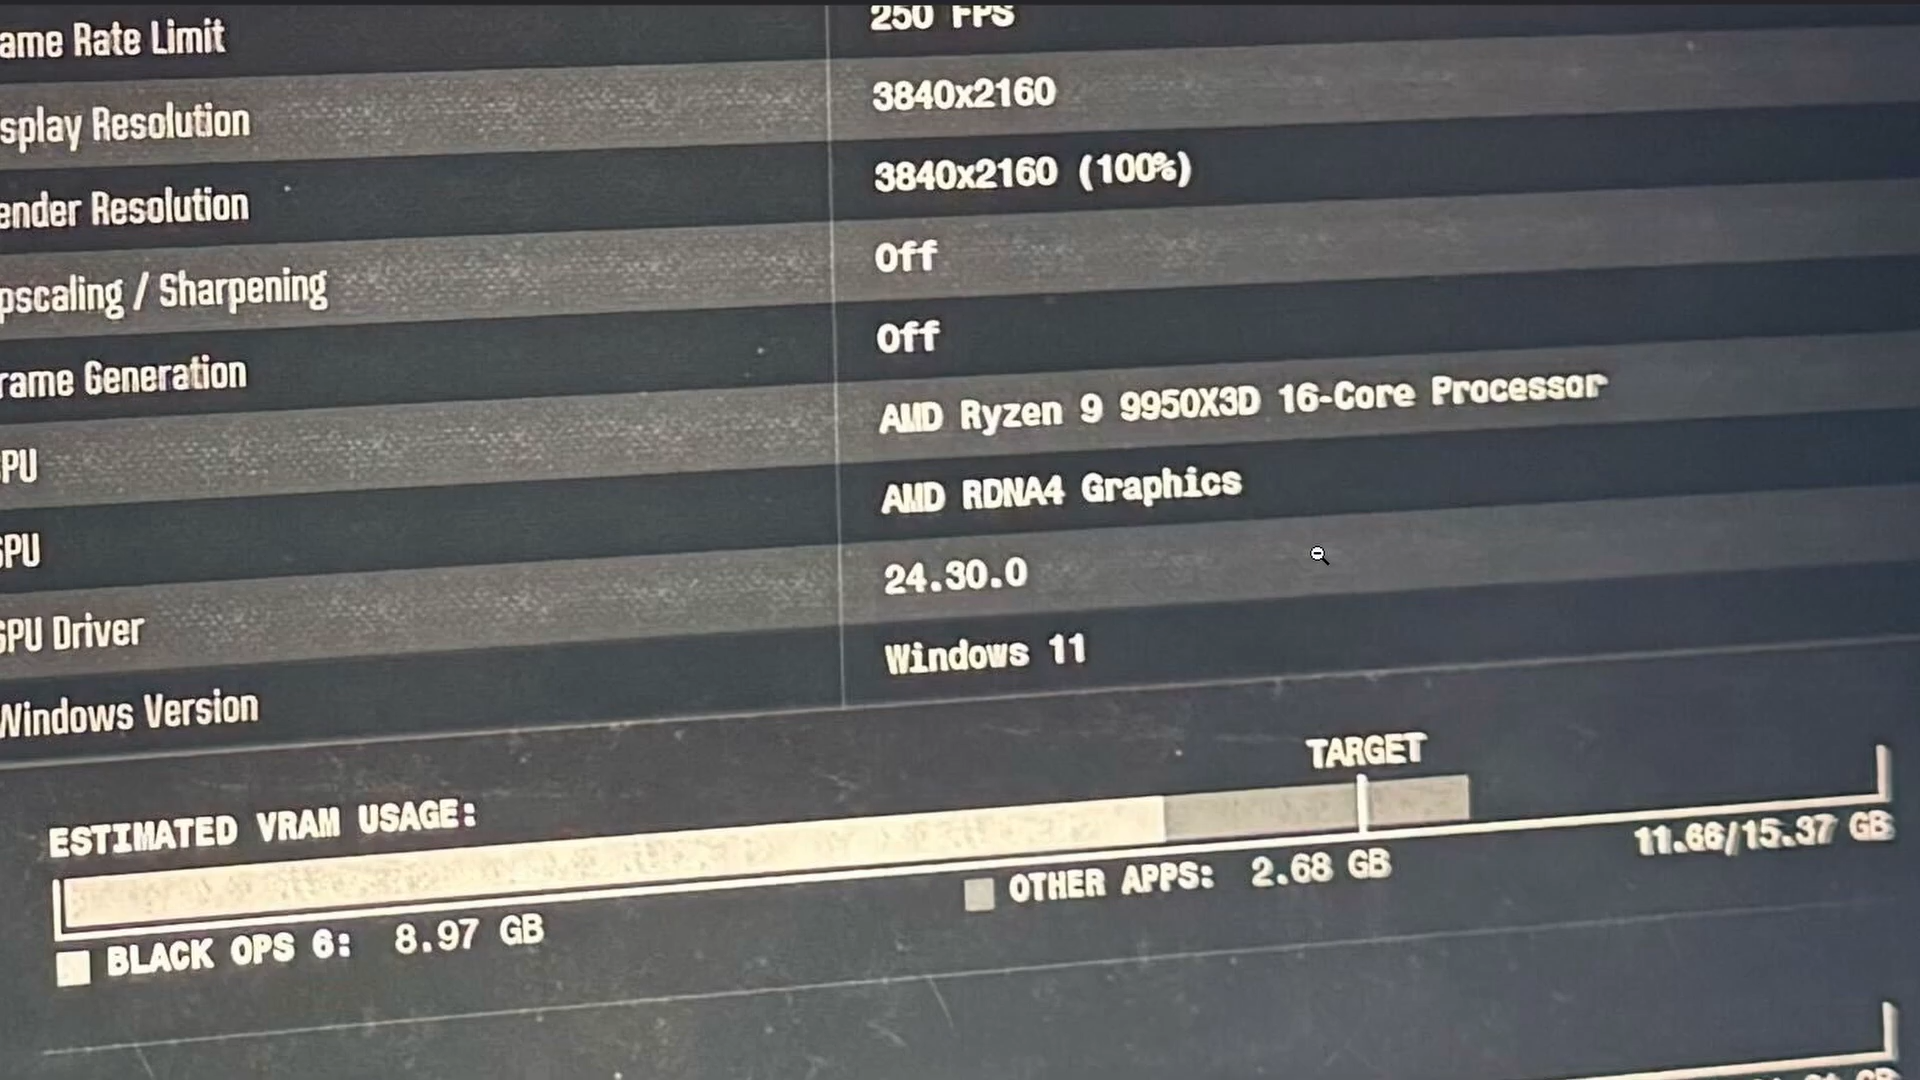 ame Rate Limit 250 FPS
splay Resolution 3840x2160
ender Resolution 3840x2160 (100%)
pscaling / Sharpening Off
rame Generation Off
PU AMD Ryzen 9 9950X3D 16-Core Processor
GPU AMD RDNA4 Graphics
GPU Driver 24.30.0
Windows Version Windows 11
TARGET
ESTIMATED VRAM USAGE:
11.66/15.37 GB
BLACK OPS 6: 8.97 GB
OTHER APPS: 2.68 GB